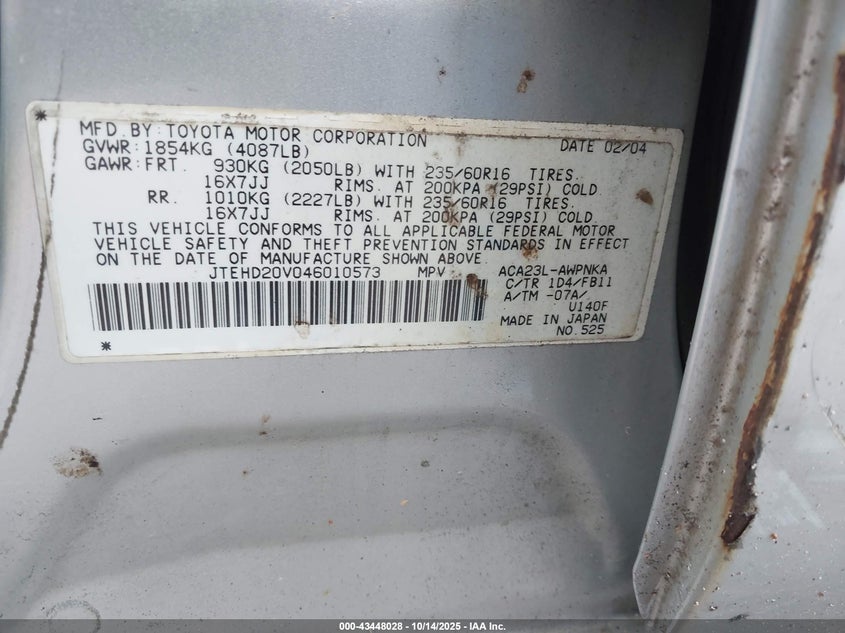 MFD. BY: TOYOTA MOTOR CORPORATION DATE 02/04
GVWR: 1854KG (4087LB)
GAWR: FRT. 930KG (2050LB) WITH 235/60R16 TIRES.
16X7JJ RIMS. AT 200KPA (29PSI) COLD
RR. 1010KG (2227LB) WITH 235/60R16 TIRES.
16X7JJ RIMS. AT 200KPA (29PSI) COLD
THIS VEHICLE CONFORMS TO ALL APPLICABLE FEDERAL MOTOR
VEHICLE SAFETY AND THEFT PREVENTION STANDARDS IN EFFECT
ON THE DATE OF MANUFACTURE SHOWN ABOVE.
JTEHD20V046010573 MPV ACA23L-AWPNKA
C/TR 1D4/FB11
A/TM -07A/
U140F
MADE IN JAPAN
NO. 525
000-43448028 - 10/14/2025 - IAA Inc.